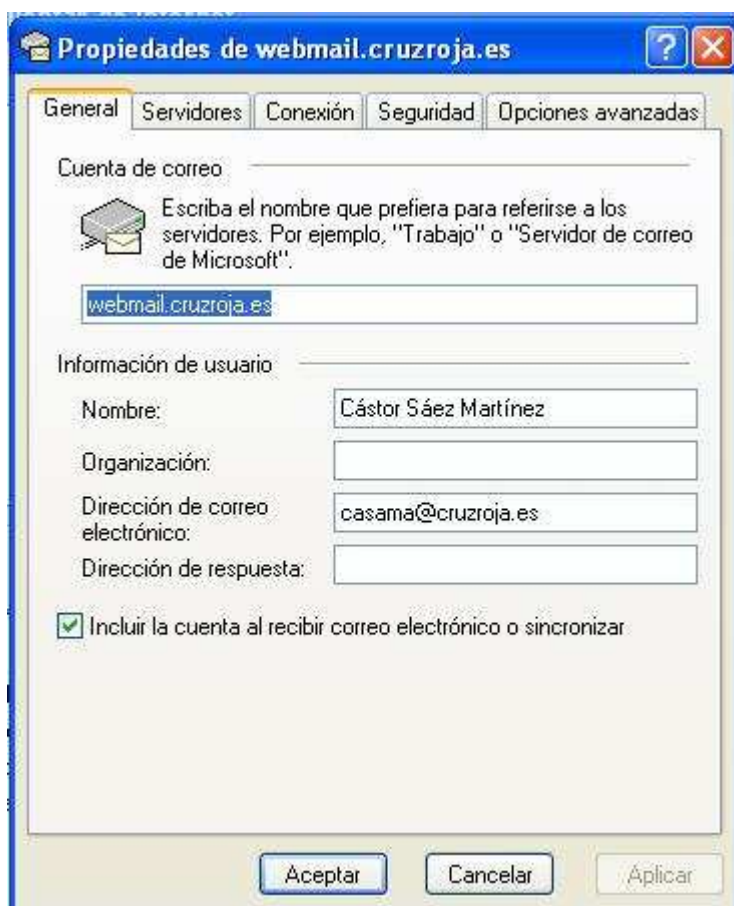 Propiedades de webmail.cruzroja.es
General Servidores Conexión Seguridad Opciones avanzadas
Cuenta de correo
Escriba el nombre que prefiera para referirse a los
servidores. Por ejemplo, "Trabajo" o "Servidor de correo
de Microsoft".
webmail.cruzroja.es
Información de usuario
Nombre: Cástor Sáez Martínez
Organización:
Dirección de correo
electrónico: casama@cruzroja.es
Dirección de respuesta:
Incluir la cuenta al recibir correo electrónico o sincronizar
Aceptar Cancelar Aplicar